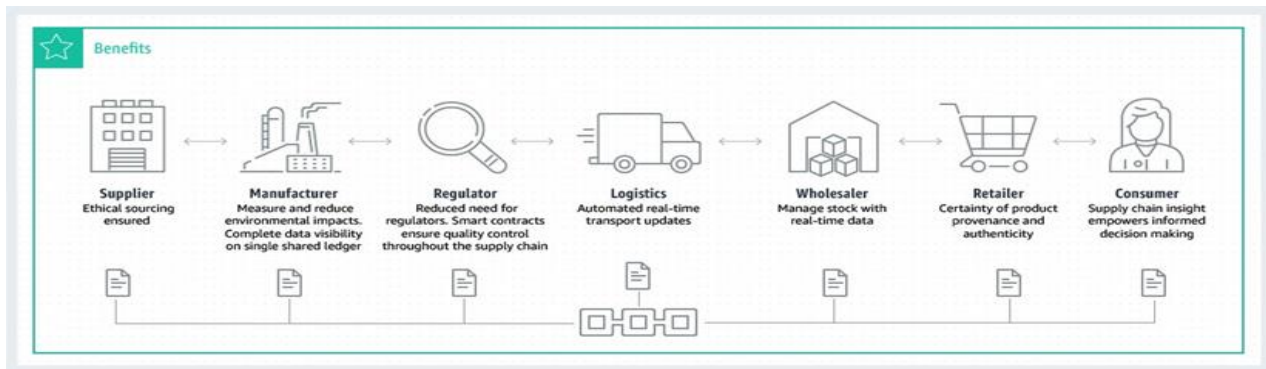 Benefits
Supplier
Ethical sourcing
ensured
Manufacturer
Measure and reduce
environmental impacts.
Complete data visibility
on single shared ledger
Regulator
Reduced need for
regulators. Smart contracts
ensure quality control
throughout the supply chain
Logistics
Automated real-time
transport updates
Wholesaler
Manage stock with
real-time data
Retailer
Certainty of product
provenance and
authenticity
Consumer
Supply chain insight
empowers informed
decision making